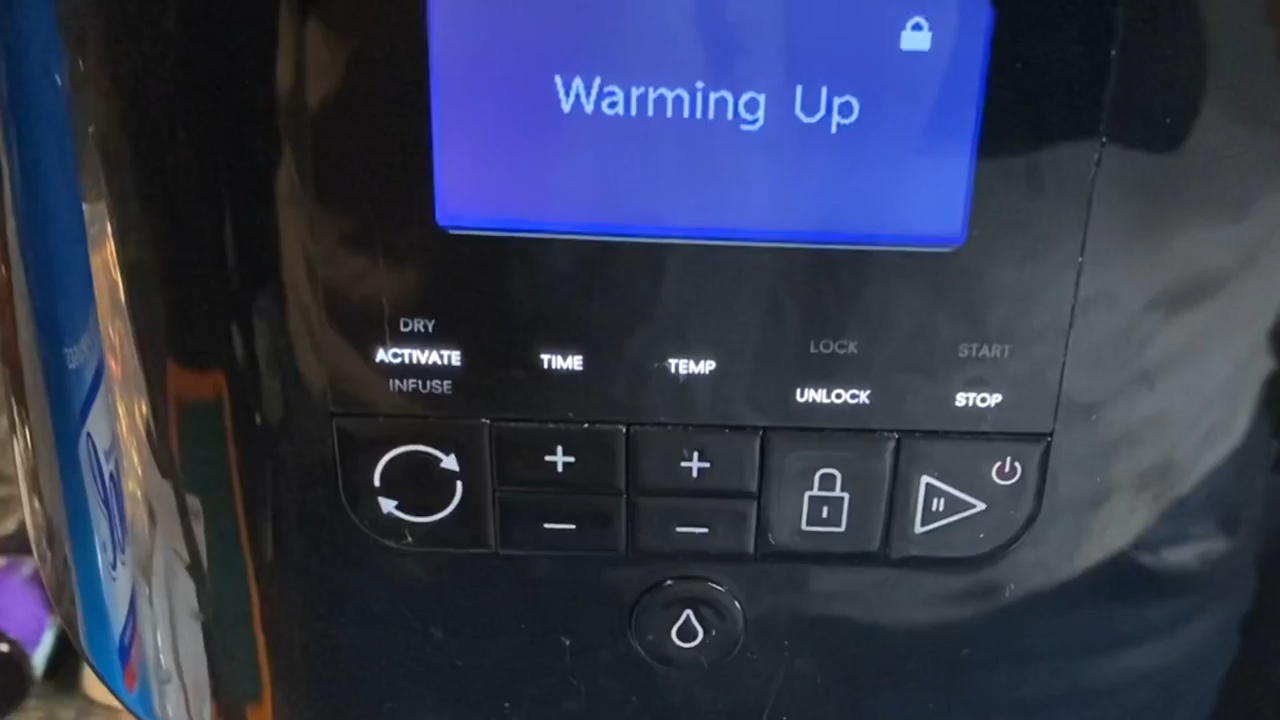 Warming Up
DRY
ACTIVATE
INFUSE
TIME
TEMP
LOCK
UNLOCK
START
STOP